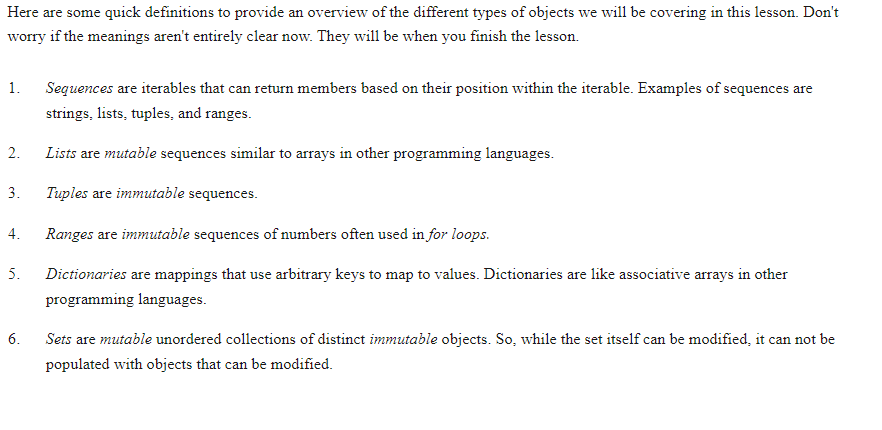 Here are some quick definitions to provide an overview of the different types of objects we will be covering in this lesson. Don't
worry if the meanings aren't entirely clear now. They will be when you finish the lesson.
1. Sequences are iterables that can return members based on their position within the iterable. Examples of sequences are
strings, lists, tuples, and ranges.
2. Lists are mutable sequences similar to arrays in other programming languages.
3. Tuples are immutable sequences.
4. Ranges are immutable sequences of numbers often used in for loops.
5. Dictionaries are mappings that use arbitrary keys to map to values. Dictionaries are like associative arrays in other
programming languages.
6. Sets are mutable unordered collections of distinct immutable objects. So, while the set itself can be modified, it can not be
populated with objects that can be modified.